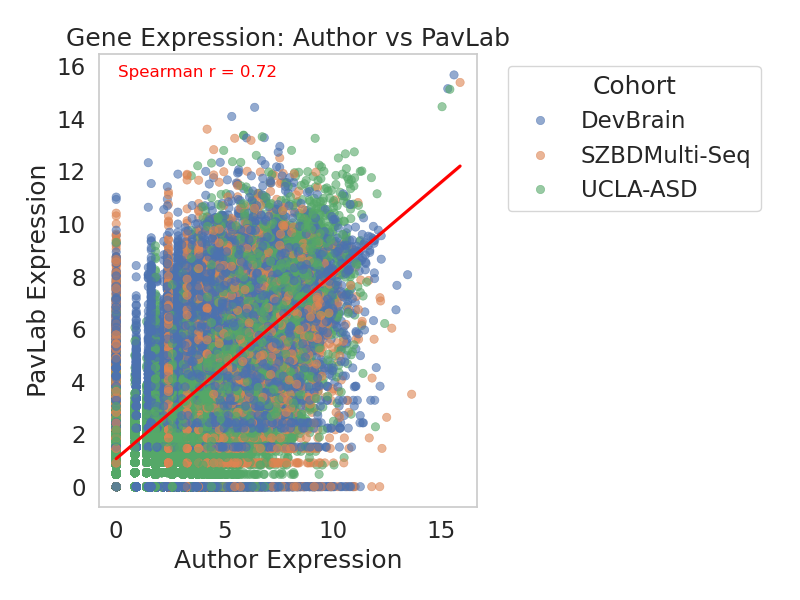 Gene Expression: Author vs PavLab
Spearman r = 0.72
16
14
12
10
8
6
4
2
0
PavLab Expression
0 5 10 15
Author Expression
Cohort
DevBrain
SZBDMulti-Seq
UCLA-ASD